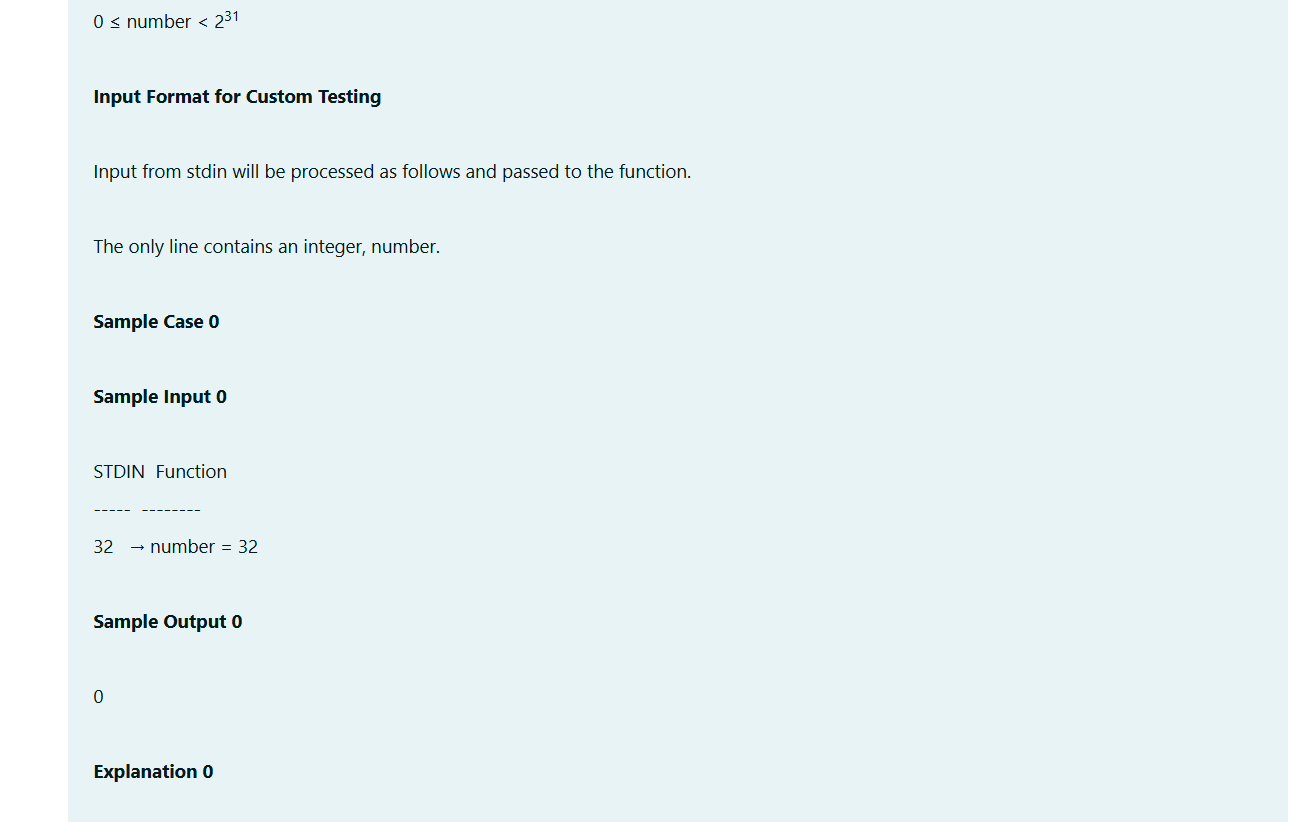 0 ≤ number < 2³¹
Input Format for Custom Testing
Input from stdin will be processed as follows and passed to the function.
The only line contains an integer, number.
Sample Case 0
Sample Input 0
STDIN  Function
-----  --------
32   → number = 32
Sample Output 0
0
Explanation 0